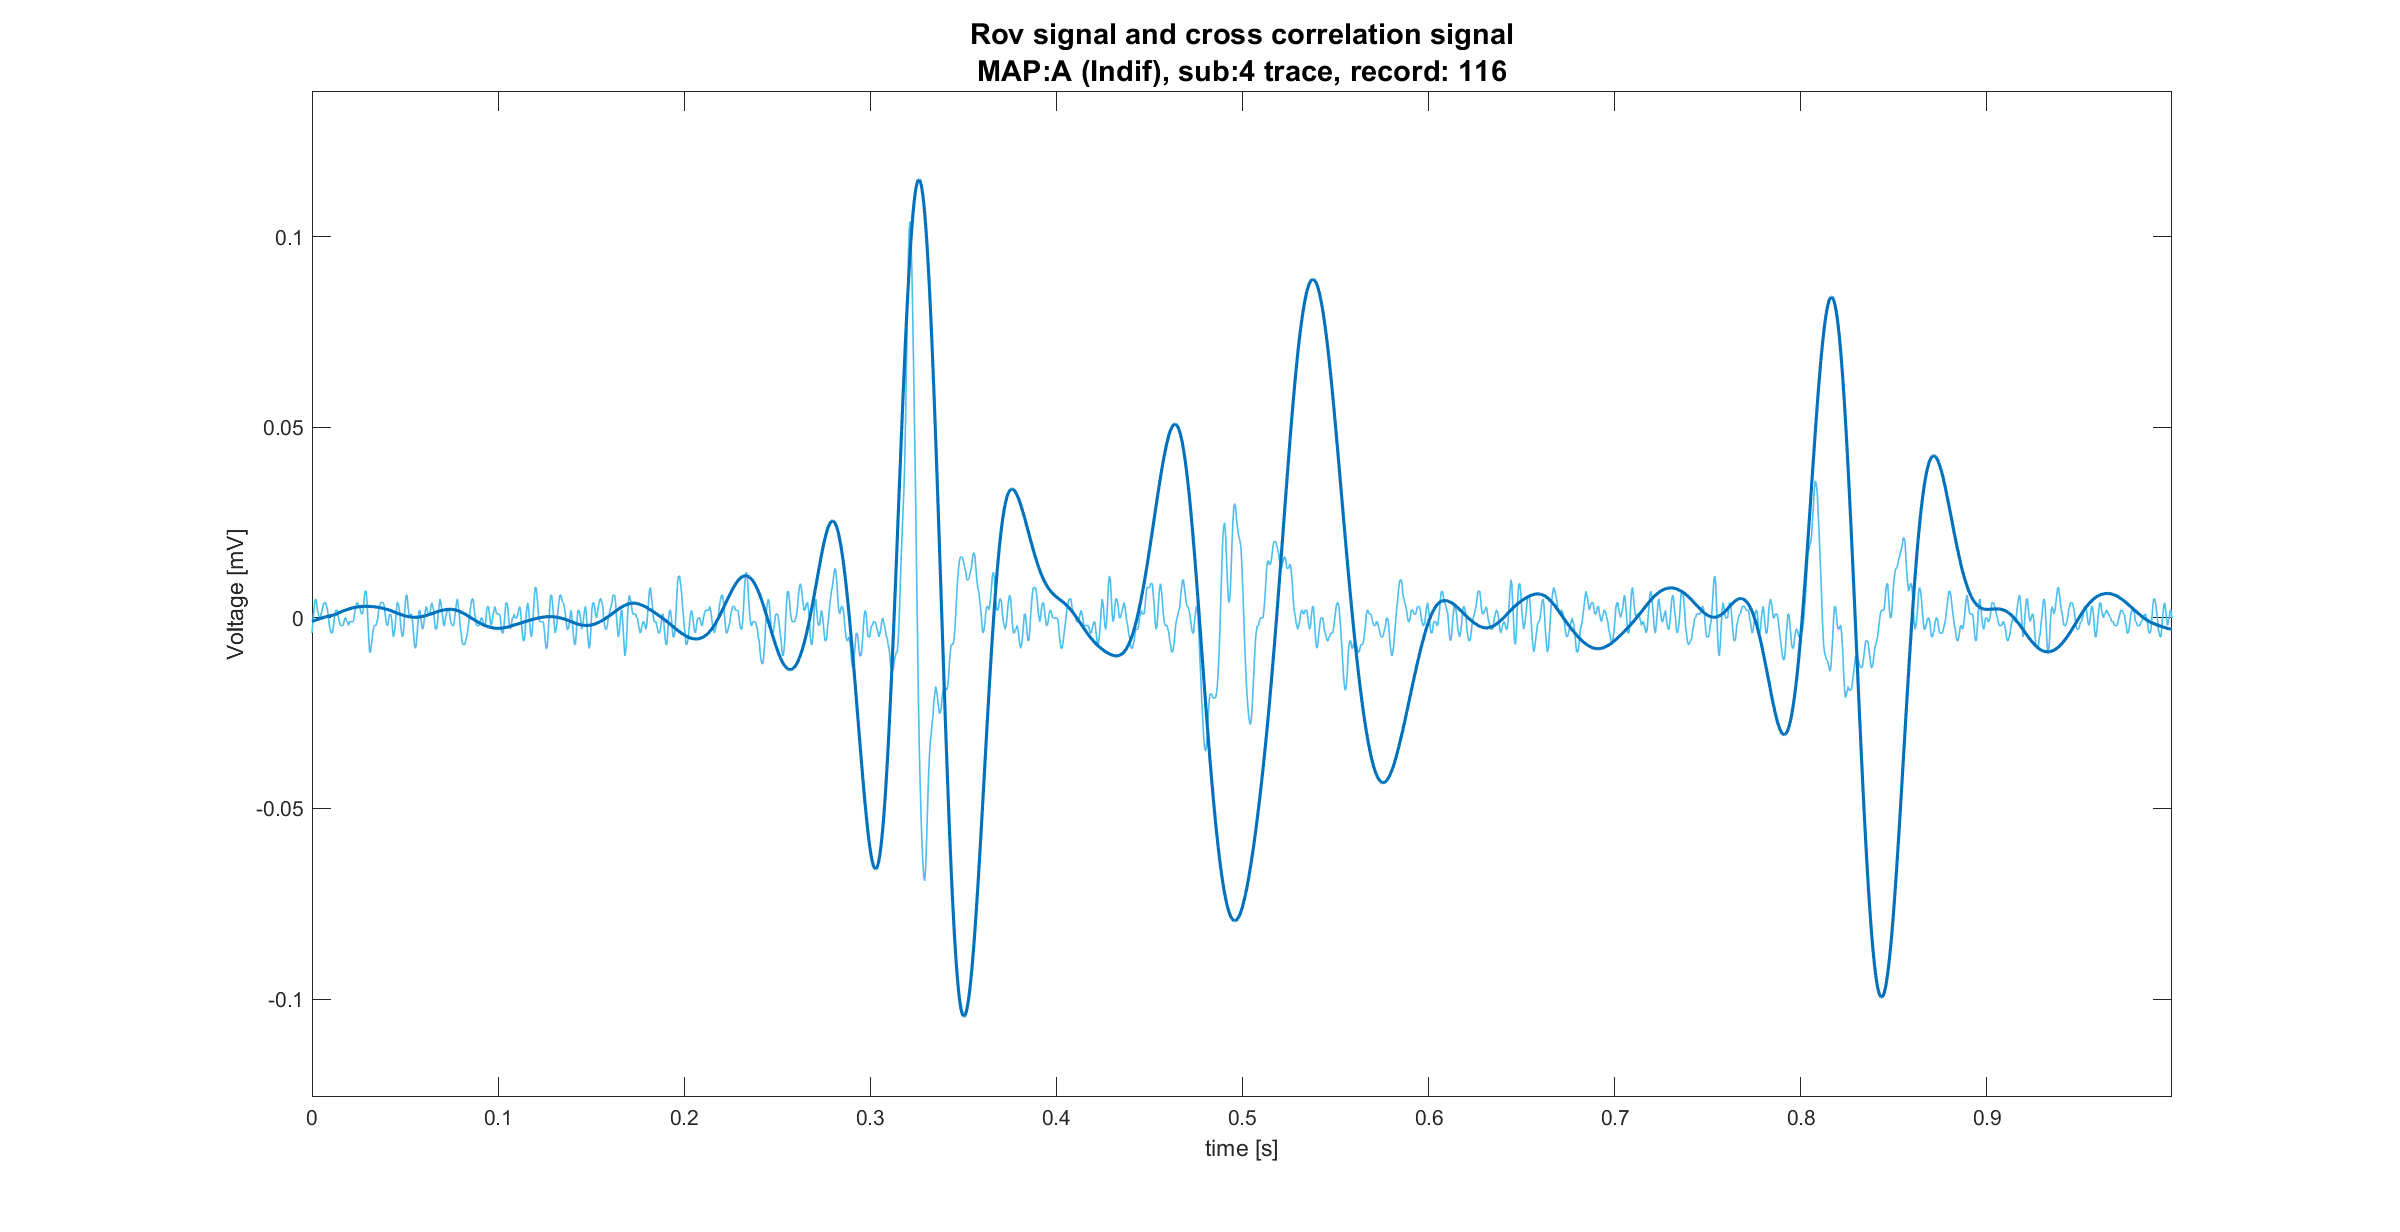 Rov signal and cross correlation signal
MAP:A (Indif), sub:4 trace, record: 116
0.1
0.05
0
-0.05
-0.1
Voltage [mV]
0 0.1 0.2 0.3 0.4 0.5 0.6 0.7 0.8 0.9
time [s]